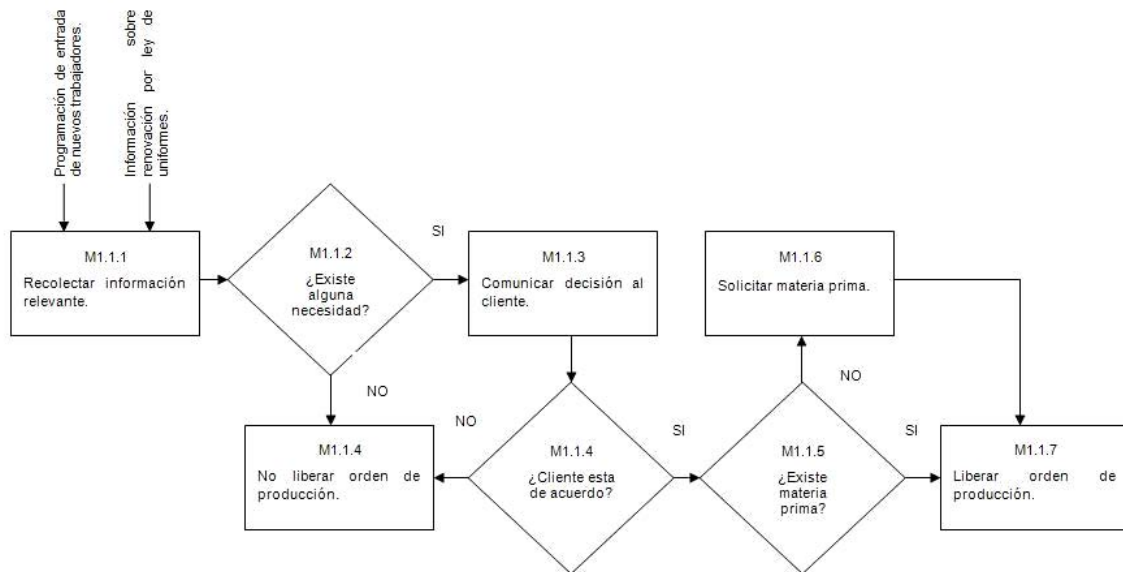 Programación de entrada
de nuevos trabajadores.
Información sobre
renovación por ley de
uniformes.
M1.1.1
Recolectar información
relevante.
M1.1.2
¿Existe
alguna
necesidad?
SI
M1.1.3
Comunicar decisión al
cliente.
M1.1.6
Solicitar materia prima.
NO
M1.1.4
No liberar orden de
producción.
NO
M1.1.4
¿Cliente esta
de acuerdo?
SI
M1.1.5
¿Existe
materia
prima?
NO
SI
M1.1.7
Liberar orden de
producción.